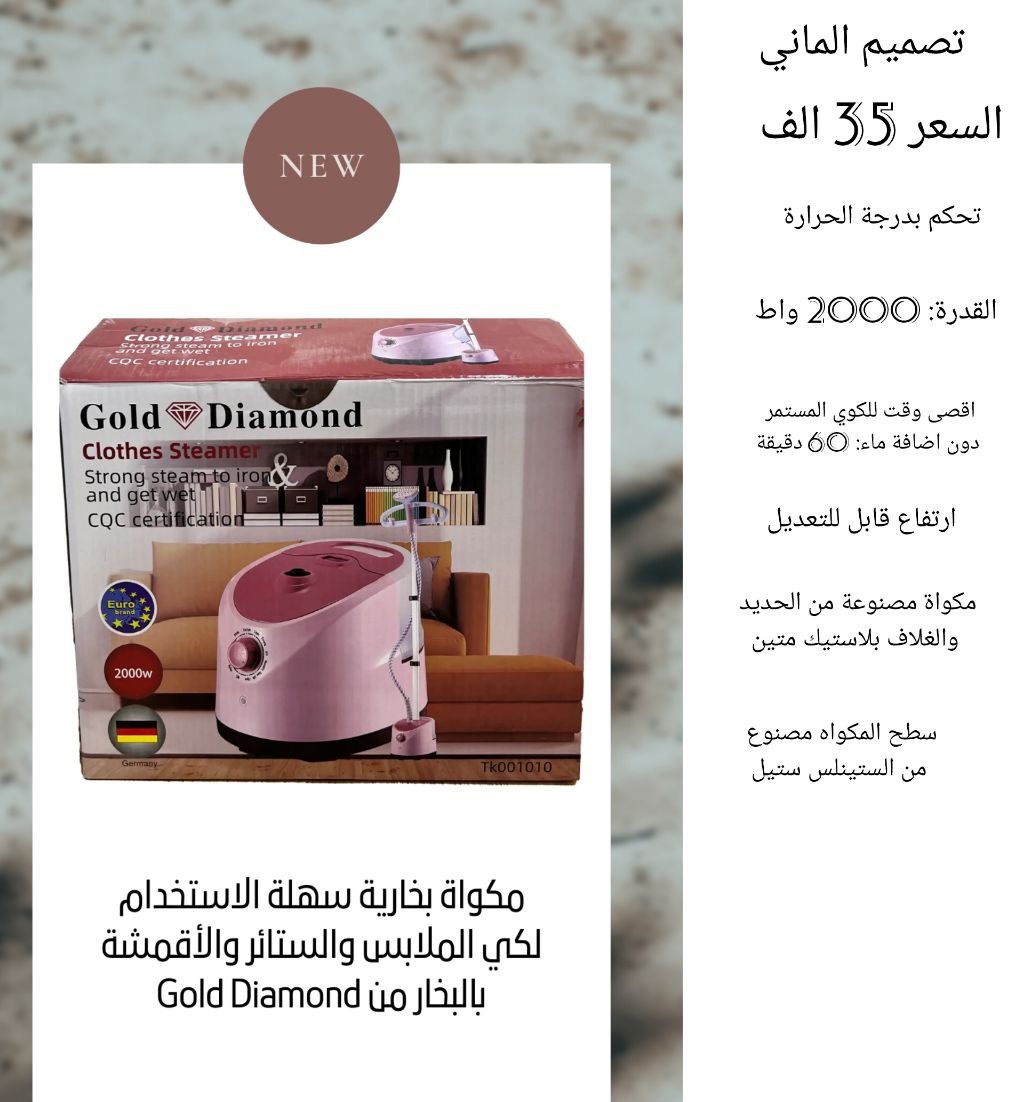 NEW
Gold Diamond
Clothes Steamer
Strong steam to iron
and get wet
CQC certification
Gold Diamond
Clothes Steamer
Strong steam to iron
and get wet
CQC certification
&
Euro
brand
2000w
Germany
Tk001010
مكواة بخارية سهلة الاستخدام
لكي الملابس والستائر والأقمشة
بالبخار من Gold Diamond
تصميم الماني
السعر 35 الف
تحكم بدرجة الحرارة
القدرة: 2000 واط
اقصى وقت للكوي المستمر
دون اضافة ماء: 60 دقيقة
ارتفاع قابل للتعديل
مكواة مصنوعة من الحديد
والغلاف بلاستيك متين
سطح المكواه مصنوع
من الستينلس ستيل